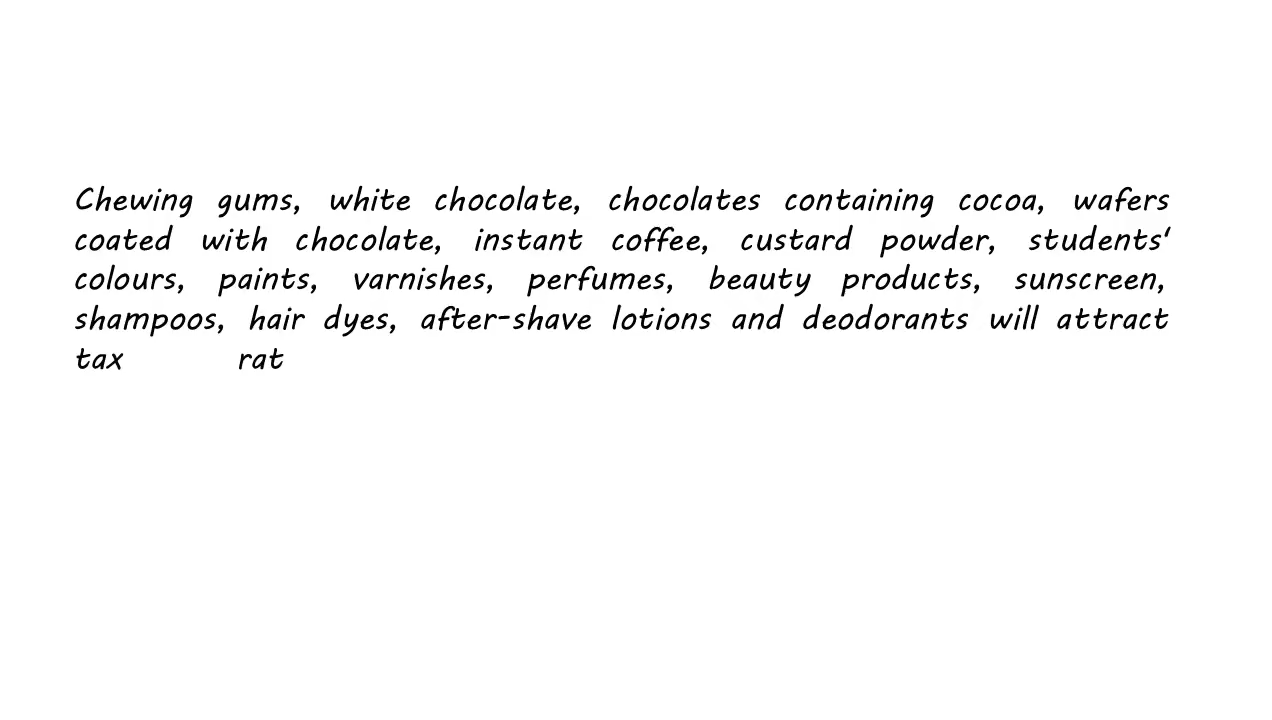 Chewing gums, white chocolate, chocolates containing cocoa, wafers
coated with chocolate, instant coffee, custard powder, students'
colours, paints, varnishes, perfumes, beauty products, sunscreen,
shampoos, hair dyes, after-shave lotions and deodorants will attract
tax rat